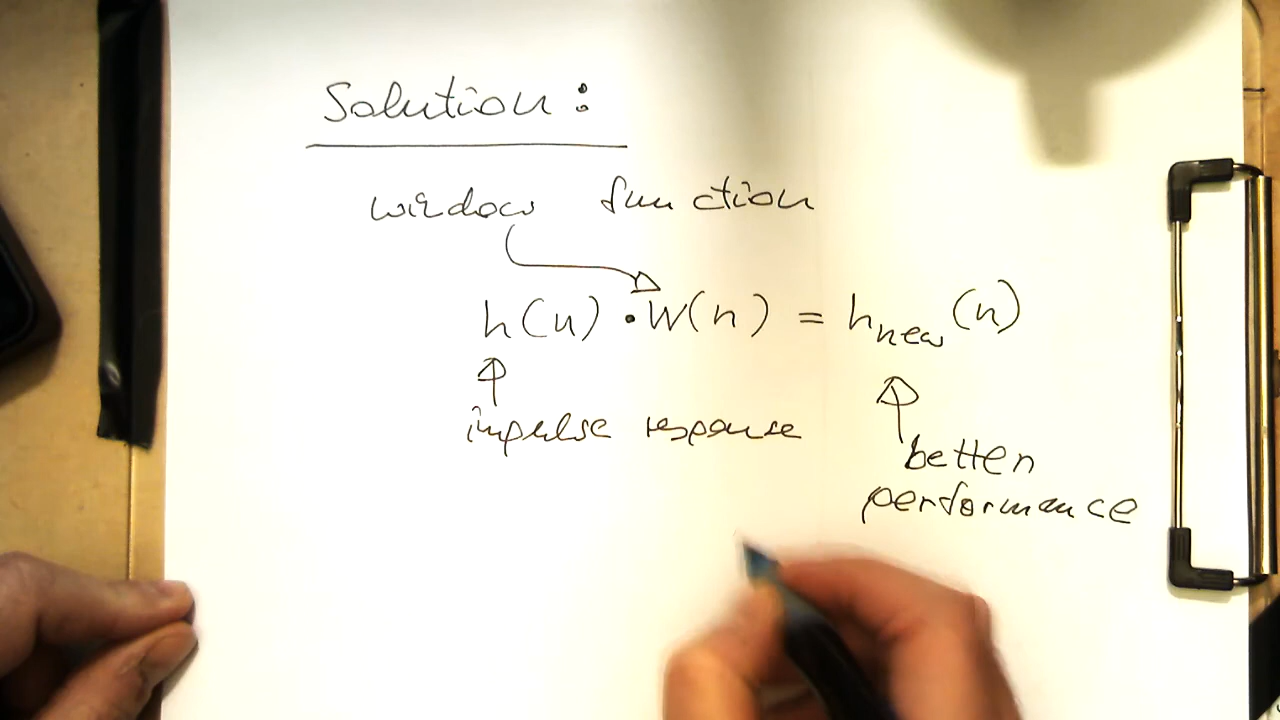 Solution:
window function
h(n) · W(n) = h_new(n)
impulse response
better
performance